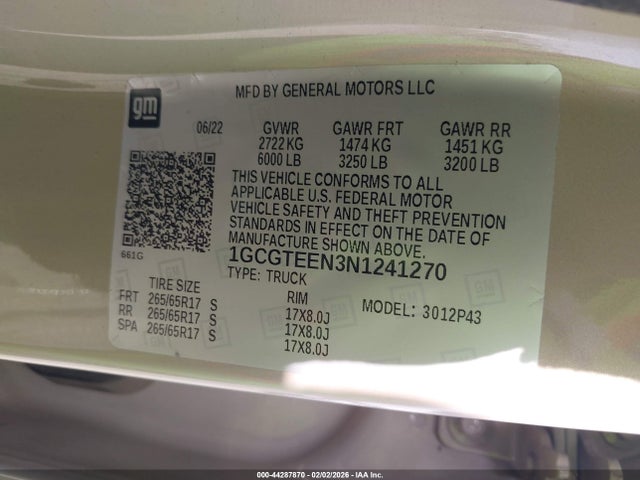 gm
MFD BY GENERAL MOTORS LLC
06/22 GVWR GAWR FRT GAWR RR
2722 KG 1474 KG 1451 KG
6000 LB 3250 LB 3200 LB
THIS VEHICLE CONFORMS TO ALL
APPLICABLE U.S. FEDERAL MOTOR
VEHICLE SAFETY AND THEFT PREVENTION
STANDARDS IN EFFECT ON THE DATE OF
MANUFACTURE SHOWN ABOVE.
661G
1GCGTEEN3N1241270
TYPE: TRUCK
TIRE SIZE RIM MODEL: 3012P43
FRT 265/65R17 S 17X8.0J
RR 265/65R17 S 17X8.0J
SPA 265/65R17 S 17X8.0J
000-44287870 - 02/02/2026 - IAA Inc.